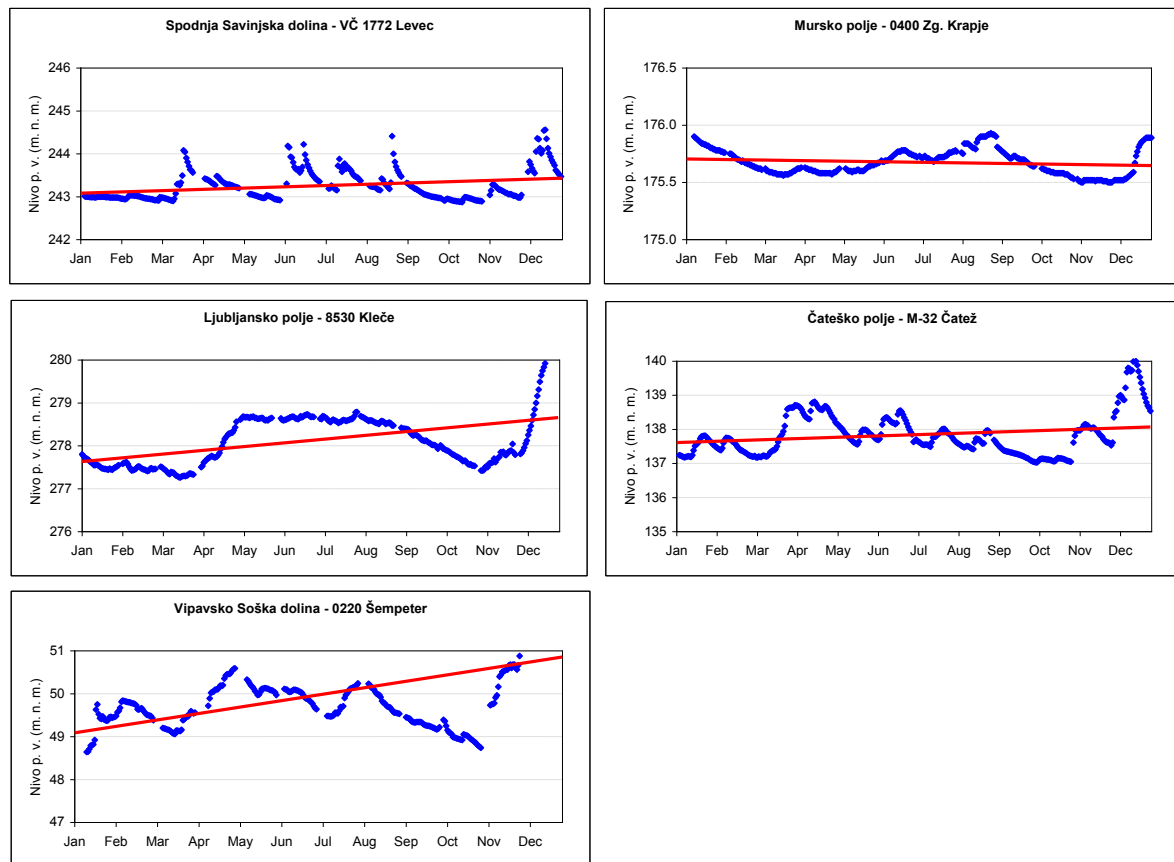 Spodnja Savinjska dolina - VČ 1772 Levec
Nivo p. v. (m. n. m.)
246
245
244
243
242
Jan Feb Mar Apr May Jun Jul Aug Sep Oct Nov Dec
Mursko polje - 0400 Zg. Krapje
Nivo p. v. (m. n. m.)
176.5
176.0
175.5
175.0
Jan Feb Mar Apr May Jun Jul Aug Sep Oct Nov Dec
Ljubljansko polje - 8530 Kleče
Nivo p. v. (m. n. m.)
280
279
278
277
276
Jan Feb Mar Apr May Jun Jul Aug Sep Oct Nov Dec
Čateško polje - M-32 Čatež
Nivo p. v. (m. n. m.)
140
139
138
137
136
135
Jan Feb Mar Apr May Jun Jul Aug Sep Oct Nov Dec
Vipavsko Soška dolina - 0220 Šempeter
Nivo p. v. (m. n. m.)
51
50
49
48
47
Jan Feb Mar Apr May Jun Jul Aug Sep Oct Nov Dec